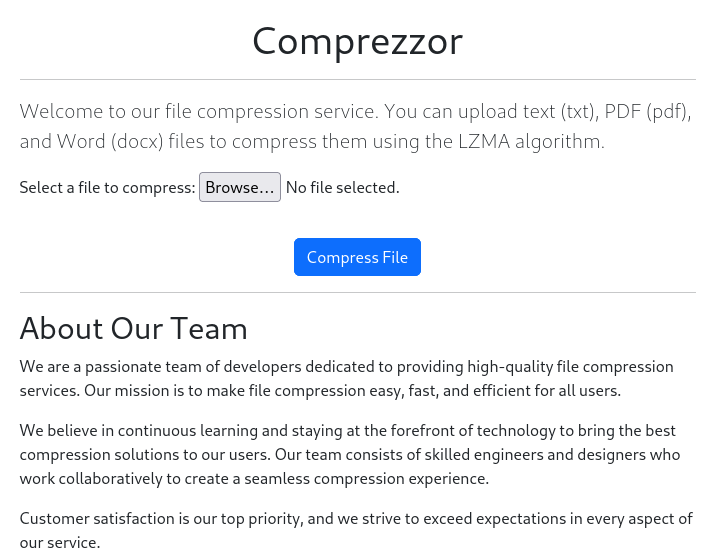 Comprezzor
Welcome to our file compression service. You can upload text (txt), PDF (pdf),
and Word (docx) files to compress them using the LZMA algorithm.
Select a file to compress: Browse... No file selected.
Compress File
About Our Team
We are a passionate team of developers dedicated to providing high-quality file compression
services. Our mission is to make file compression easy, fast, and efficient for all users.
We believe in continuous learning and staying at the forefront of technology to bring the best
compression solutions to our users. Our team consists of skilled engineers and designers who
work collaboratively to create a seamless compression experience.
Customer satisfaction is our top priority, and we strive to exceed expectations in every aspect of
our service.